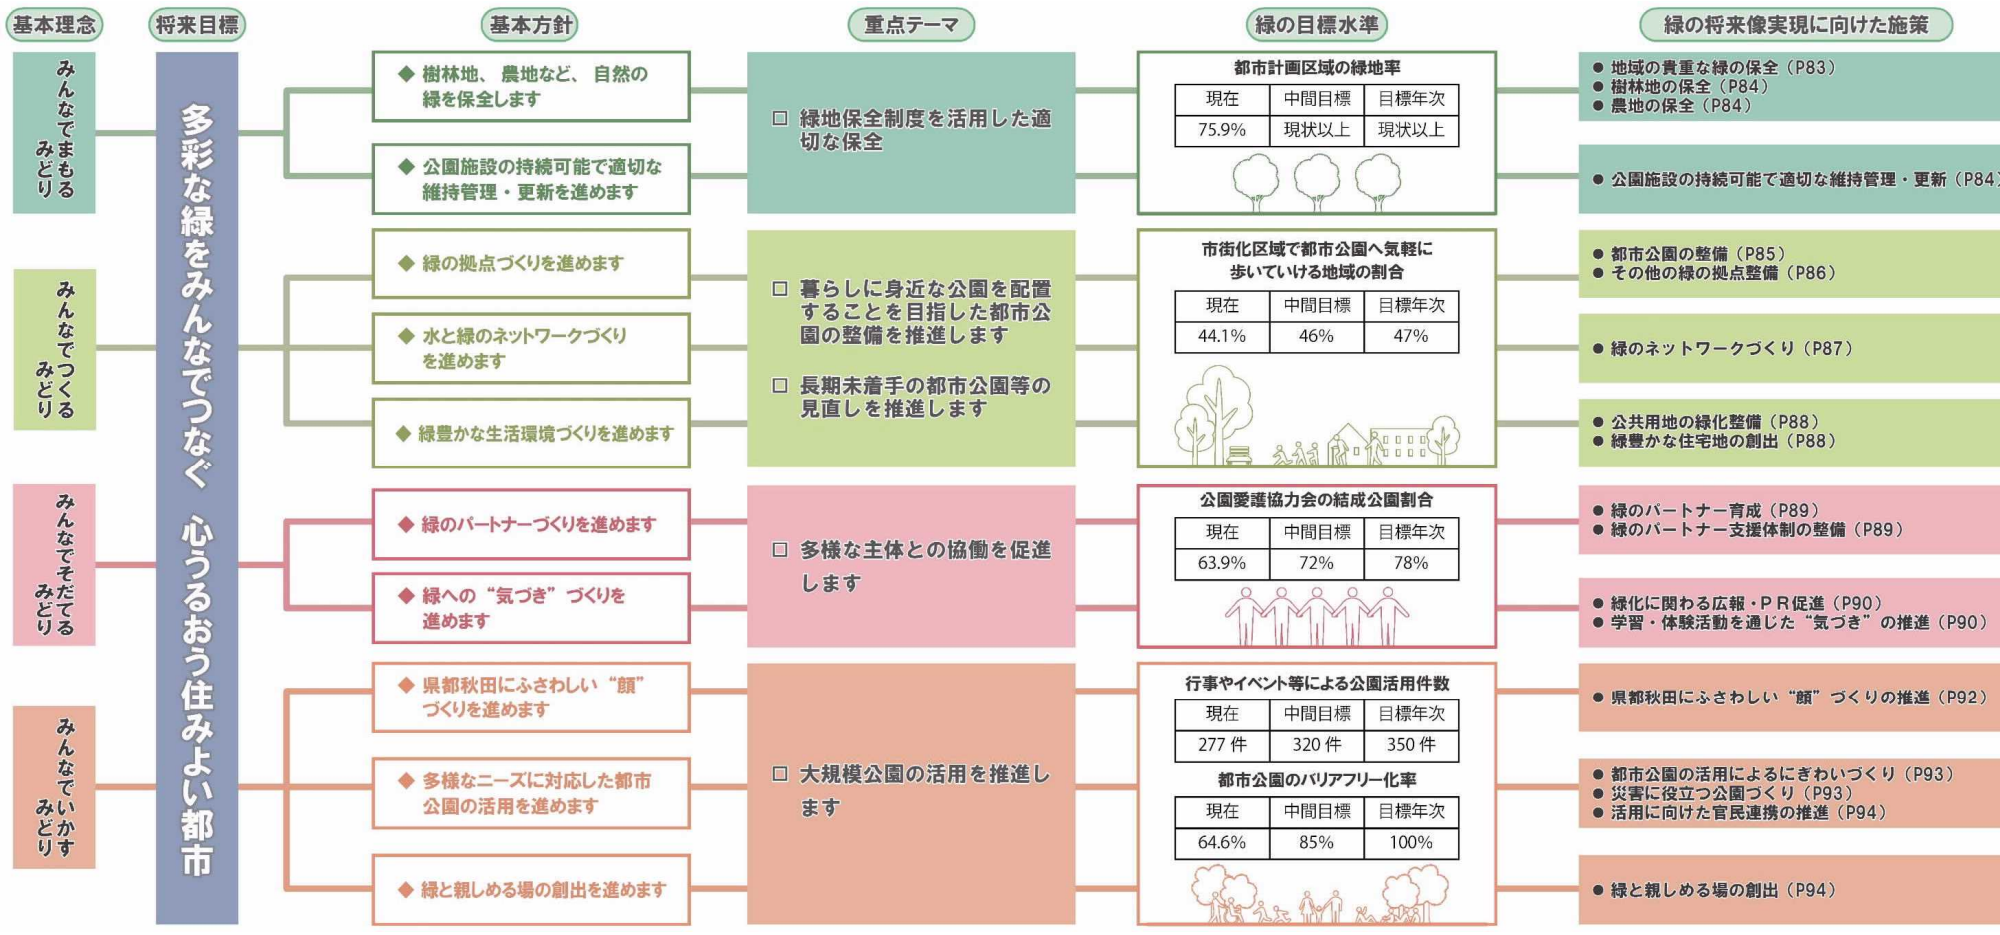 基本理念
将来目標
基本方針
重点テーマ
緑の目標水準
緑の将来像実現に向けた施策
多彩な緑をみんなでつなぐ 心うるおう住みよい都市
みんなでまもる
みどり
◆ 樹林地、農地など、自然の
緑を保全します
◆ 公園施設の持続可能で適切な
維持管理・更新を進めます
□ 緑地保全制度を活用した適
切な保全
都市計画区域の緑地率
現在 中間目標 目標年次
75.9% 現状以上 現状以上
● 地域の貴重な緑の保全（P83）
● 樹林地の保全（P84）
● 農地の保全（P84）
● 公園施設の持続可能で適切な維持管理・更新（P84）
みんなでつくる
みどり
◆ 緑の拠点づくりを進めます
◆ 水と緑のネットワークづくり
を進めます
◆ 緑豊かな生活環境づくりを進めます
□ 暮らしに身近な公園を配置
することを目指した都市公
園の整備を推進します
□ 長期未着手の都市公園等の
見直しを推進します
市街化区域で都市公園へ気軽に
歩いていける地域の割合
現在 中間目標 目標年次
44.1% 46% 47%
● 都市公園の整備（P85）
● その他の緑の拠点整備（P86）
● 緑のネットワークづくり（P87）
● 公共用地の緑化整備（P88）
● 緑豊かな住宅地の創出（P88）
みんなでそだてる
みどり
◆ 緑のパートナーづくりを進めます
◆ 緑への“気づき”づくりを
進めます
□ 多様な主体との協働を促進
します
公園愛護協力会の結成公園割合
現在 中間目標 目標年次
63.9% 72% 78%
● 緑のパートナー育成（P89）
● 緑のパートナー支援体制の整備（P89）
● 緑化に関わる広報・ＰＲ促進（P90）
● 学習・体験活動を通じた“気づき”の推進（P90）
みんなでいかす
みどり
◆ 県都秋田にふさわしい“顔”
づくりを進めます
◆ 多様なニーズに対応した都市
公園の活用を進めます
◆ 緑と親しめる場の創出を進めます
□ 大規模公園の活用を推進し
ます
行事やイベント等による公園活用件数
現在 中間目標 目標年次
277 件 320 件 350 件
都市公園のバリアフリー化率
現在 中間目標 目標年次
64.6% 85% 100%
● 県都秋田にふさわしい“顔”づくりの推進（P92）
● 都市公園の活用によるにぎわいづくり（P93）
● 災害に役立つ公園づくり（P93）
● 活用に向けた官民連携の推進（P94）
● 緑と親しめる場の創出（P94）